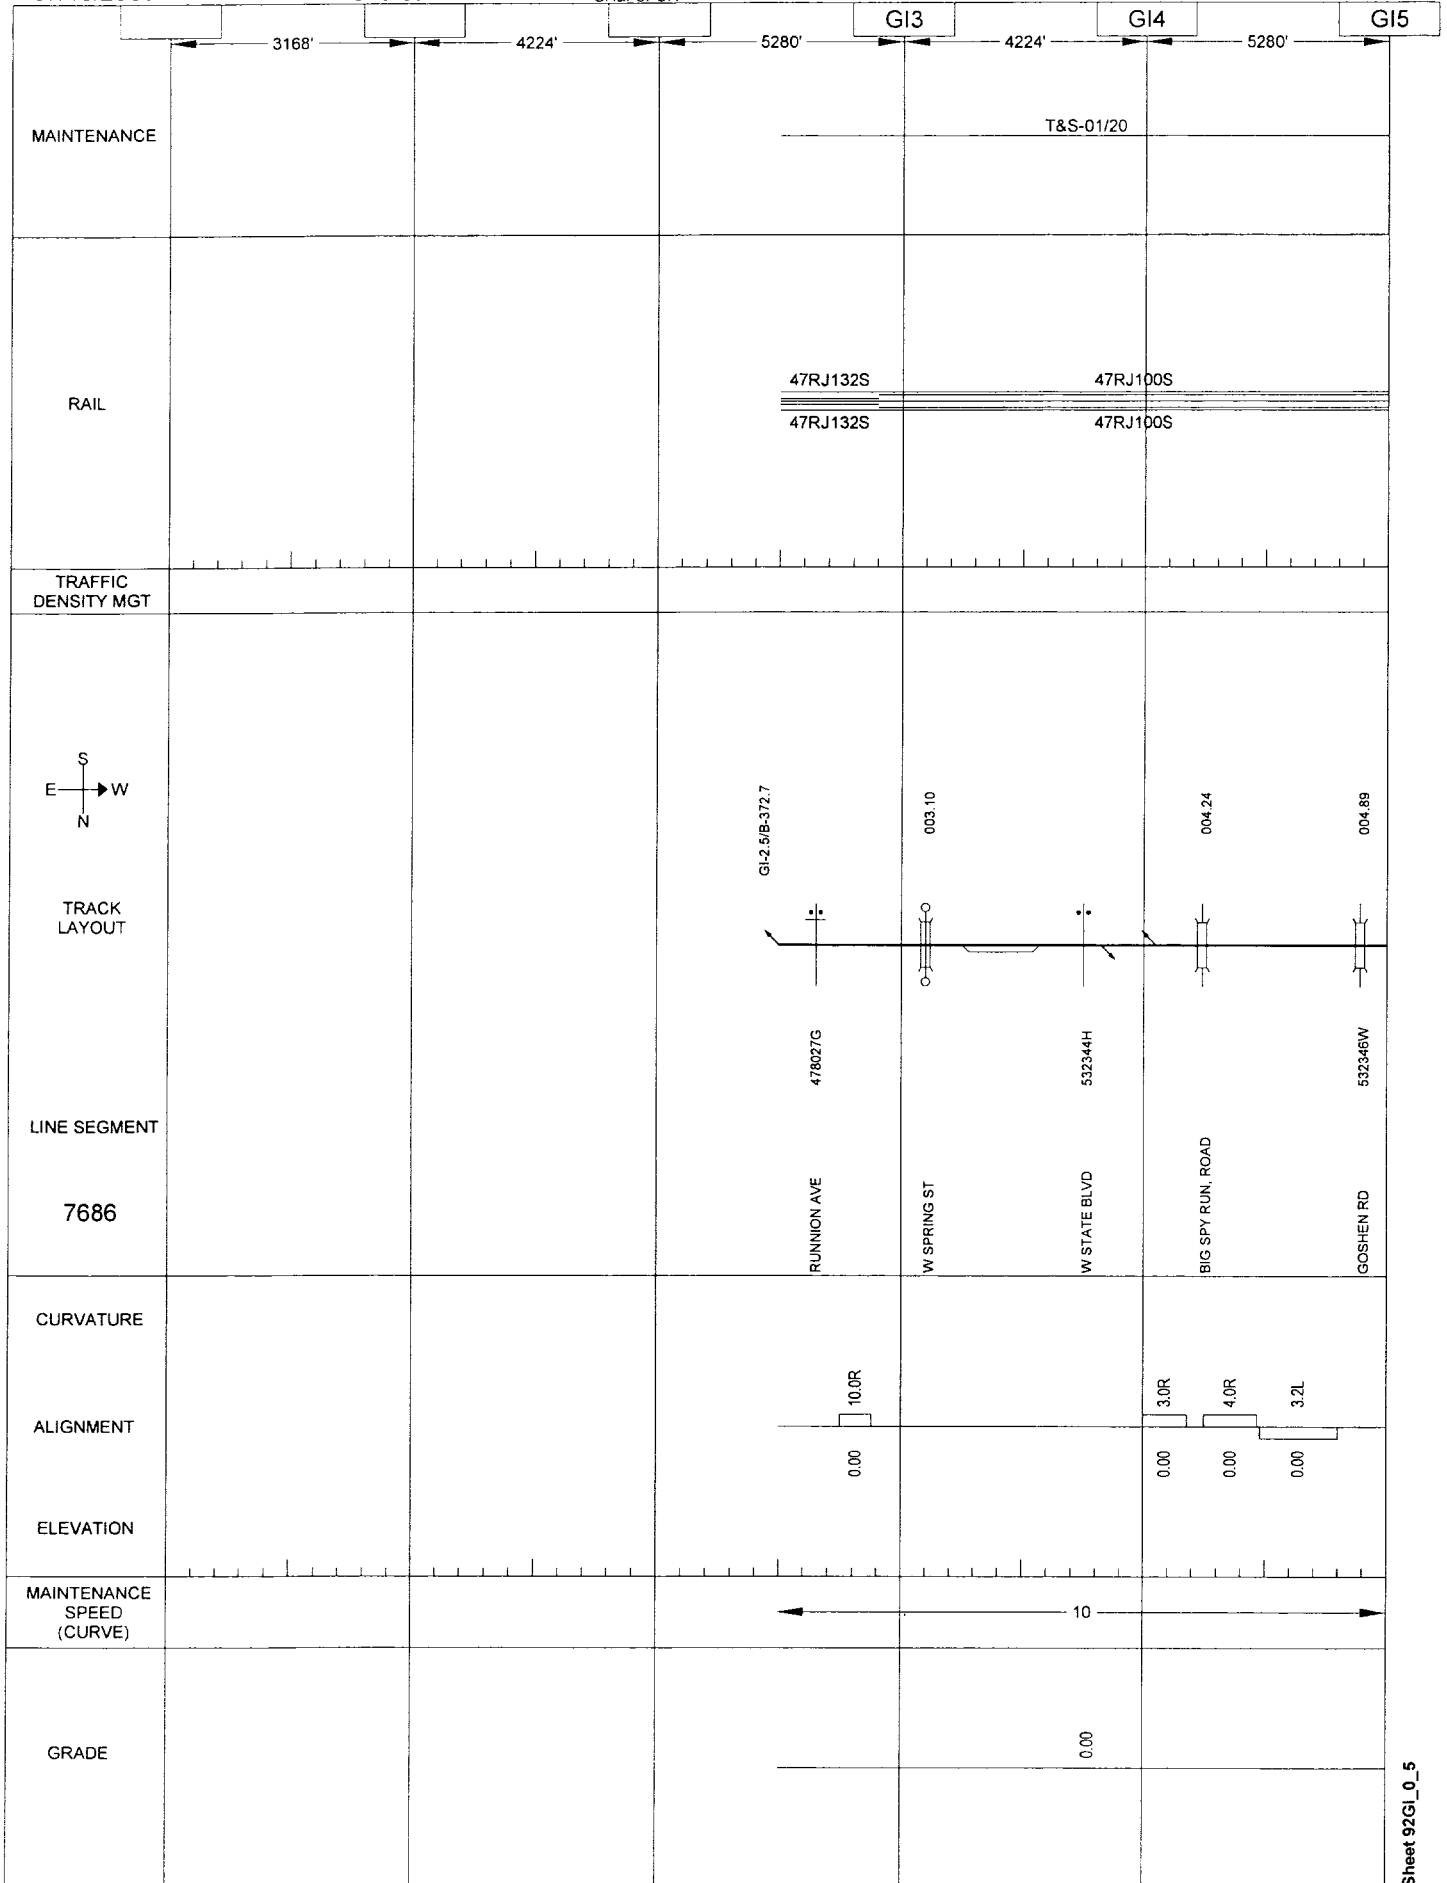 GI3 GI4 GI5
3168' 4224' 5280' 4224' 5280'
MAINTENANCE
T&S-01/20
RAIL
47RJ132S 47RJ100S
47RJ132S 47RJ100S
TRAFFIC
DENSITY MGT
S
E W
N
GI-2.5/B-372.7
003.10
004.24
004.89
TRACK
LAYOUT
478027G
532344H
532346W
LINE SEGMENT
7686
RUNNION AVE
W SPRING ST
W STATE BLVD
BIG SPY RUN, ROAD
GOSHEN RD
CURVATURE
10.0R
3.0R
4.0R
3.2L
ALIGNMENT
0.00
0.00
0.00
0.00
ELEVATION
MAINTENANCE
SPEED
(CURVE)
10
GRADE
0.00
Sheet 92GI_0_5